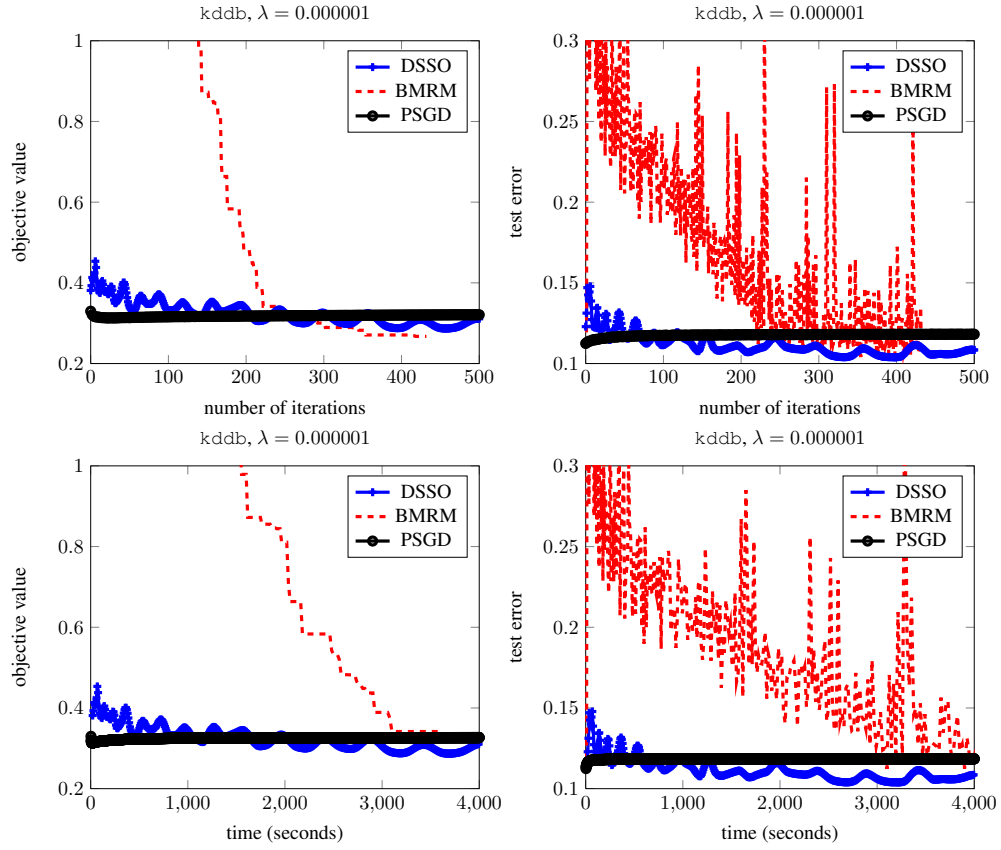 kddb, λ = 0.000001
objective value
1
0.8
0.6
0.4
0.2
0 100 200 300 400 500
number of iterations
DSSO
BMRM
PSGD
kddb, λ = 0.000001
test error
0.3
0.25
0.2
0.15
0.1
0 100 200 300 400 500
number of iterations
DSSO
BMRM
PSGD
kddb, λ = 0.000001
objective value
1
0.8
0.6
0.4
0.2
0 1,000 2,000 3,000 4,000
time (seconds)
DSSO
BMRM
PSGD
kddb, λ = 0.000001
test error
0.3
0.25
0.2
0.15
0.1
0 1,000 2,000 3,000 4,000
time (seconds)
DSSO
BMRM
PSGD